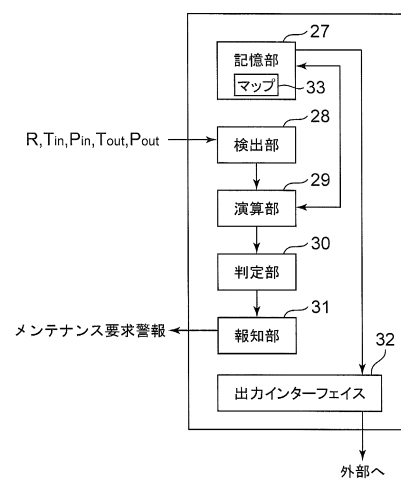 27
記憶部
マップ
33
R,Tin,Pin,Tout,Pout
28
検出部
29
演算部
30
判定部
31
メンテナンス要求警報
報知部
32
出力インターフェイス
外部へ